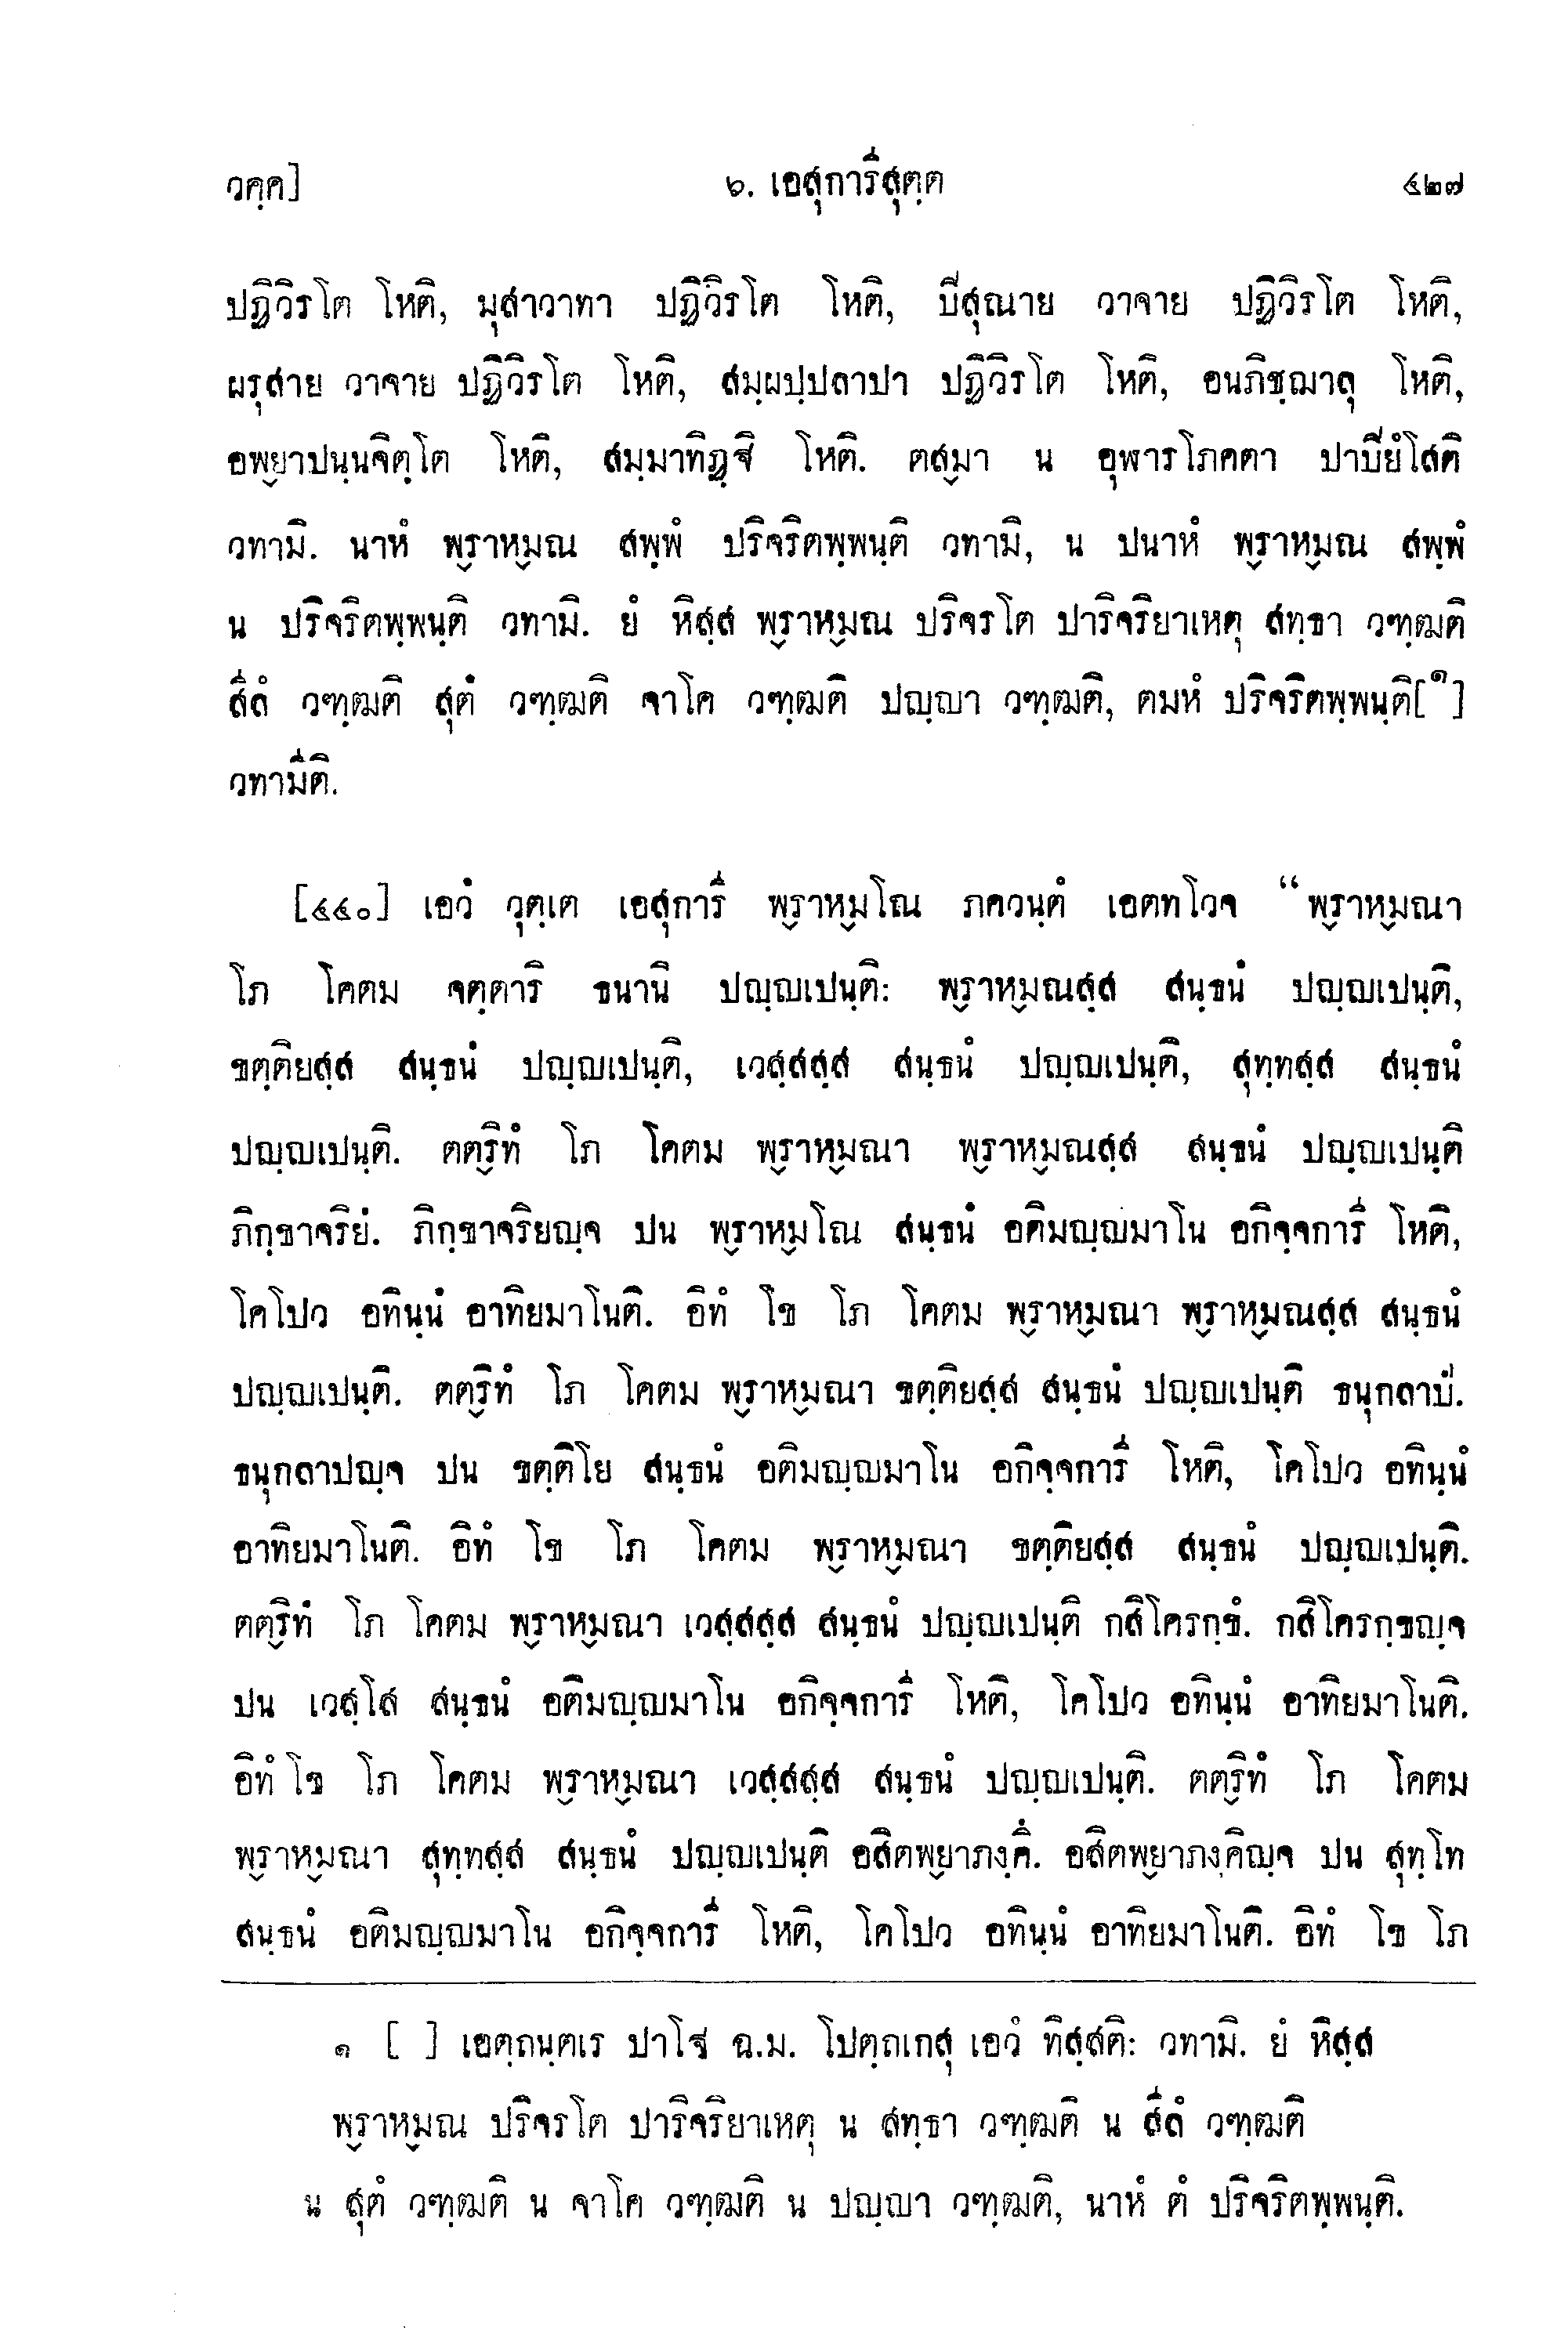 วคฺค]	๖. เอสุการีสุตฺต	๕๒๗
ปฏิวิรโต โหติ, มุสาวาทา ปฏิวิรโต โหติ, ปิสุณาย วาจาย ปฏิวิรโต โหติ,
ผรุสาย วาจาย ปฏิวิรโต โหติ, สมฺผปฺปลาปา ปฏิวิรโต โหติ, อนภิชฺฌาลุ โหติ,
อพฺยาปนฺนจิตฺโต โหติ, สมฺมาทิฏฺฐิ โหติ. ตสฺมา น อุฬารโภคตา ปาปิยํโสติ
วทามิ. นาหํ พฺราหฺมณ สพฺพํ ปริจริตพฺพนฺติ วทามิ, น ปนาหํ พฺราหฺมณ สพฺพํ
น ปริจริตพฺพนฺติ วทามิ. ยํ หิสฺส พฺราหฺมณ ปริจรโต ปาริจริยาเหตุ สทฺธา วฑฺฒติ
สีลํ วฑฺฒติ สุตํ วฑฺฒติ จาโค วฑฺฒติ ปญฺญา วฑฺฒติ, ตมหํ ปริจริตพฺพนฺติ[๑]
วทามีติ.
[๔๔๐] เอวํ วุตฺเต เอสุการี พฺราหฺมโณ ภควนฺตํ เอตทโวจ “พฺราหฺมณา
โภ โคตม จตฺตาริ ธนานิ ปญฺญเปนฺติ: พฺราหฺมณสฺส สนฺธนํ ปญฺญเปนฺติ,
ขตฺติยสฺส สนฺธนํ ปญฺญเปนฺติ, เวสฺสสฺส สนฺธนํ ปญฺญเปนฺติ, สุทฺทสฺส สนฺธนํ
ปญฺญเปนฺติ. ตตฺริทํ โภ โคตม พฺราหฺมณา พฺราหฺมณสฺส สนฺธนํ ปญฺญเปนฺติ
ภิกฺขาจริยํ. ภิกฺขาจริยญฺจ ปน พฺราหฺมโณ สนฺธนํ อติมญฺญมาโน อกิจฺจการี โหติ,
โคโปว อทินฺนํ อาทิยมาโนติ. อิทํ โข โภ โคตม พฺราหฺมณา พฺราหฺมณสฺส สนฺธนํ
ปญฺญเปนฺติ. ตตฺริทํ โภ โคตม พฺราหฺมณา ขตฺติยสฺส สนฺธนํ ปญฺญเปนฺติ ธนุกลาปํ.
ธนุกลาปญฺจ ปน ขตฺติโย สนฺธนํ อติมญฺญมาโน อกิจฺจการี โหติ, โคโปว อทินฺนํ
อาทิยมาโนติ. อิทํ โข โภ โคตม พฺราหฺมณา ขตฺติยสฺส สนฺธนํ ปญฺญเปนฺติ.
ตตฺริทํ โภ โคตม พฺราหฺมณา เวสฺสสฺส สนฺธนํ ปญฺญเปนฺติ กสิโครกฺขํ. กสิโครกฺขญฺจ
ปน เวสฺโส สนฺธนํ อติมญฺญมาโน อกิจฺจการี โหติ, โคโปว อทินฺนํ อาทิยมาโนติ.
อิทํ โข โภ โคตม พฺราหฺมณา เวสฺสสฺส สนฺธนํ ปญฺญเปนฺติ. ตตฺริทํ โภ โคตม
พฺราหฺมณา สุทฺทสฺส สนฺธนํ ปญฺญเปนฺติ อสิตพฺยาภงฺคึ. อสิตพฺยาภงฺคิญฺจ ปน สุทฺโท
สนฺธนํ อติมญฺญมาโน อกิจฺจการี โหติ, โคโปว อทินฺนํ อาทิยมาโนติ. อิทํ โข โภ
๑ [ ] เอตฺถนฺตเร ปาโฐ ฉ.ม. โปตฺถเกสุ เอวํ ทิสฺสติ: วทามิ. ยํ หิสฺส
พฺราหฺมณ ปริจรโต ปาริจริยาเหตุ น สทฺธา วฑฺฒติ น สีลํ วฑฺฒติ
น สุตํ วฑฺฒติ น จาโค วฑฺฒติ น ปญฺญา วฑฺฒติ, นาหํ ตํ ปริจริตพฺพนฺติ.